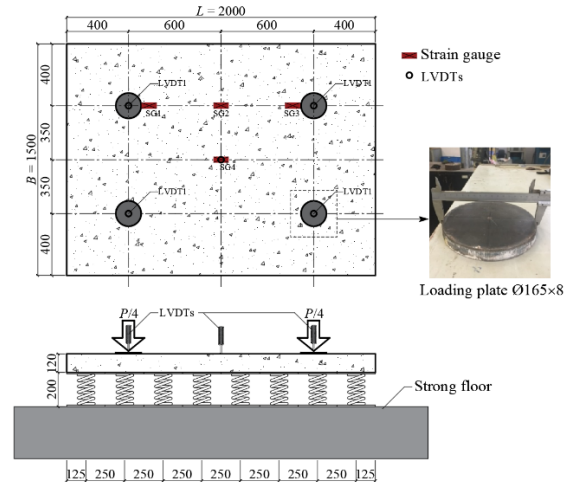 L = 2000
400 600 600 400
B = 1500
400
350
350
400
LVDT1
LVDT1
SG1
SG2
SG3
SG4
LVDT1
LVDT1
Strain gauge
LVDTs
Loading plate Ø165×8
P/4
LVDTs
P/4
120
200
Strong floor
125 250 250 250 250 250 250 250 125